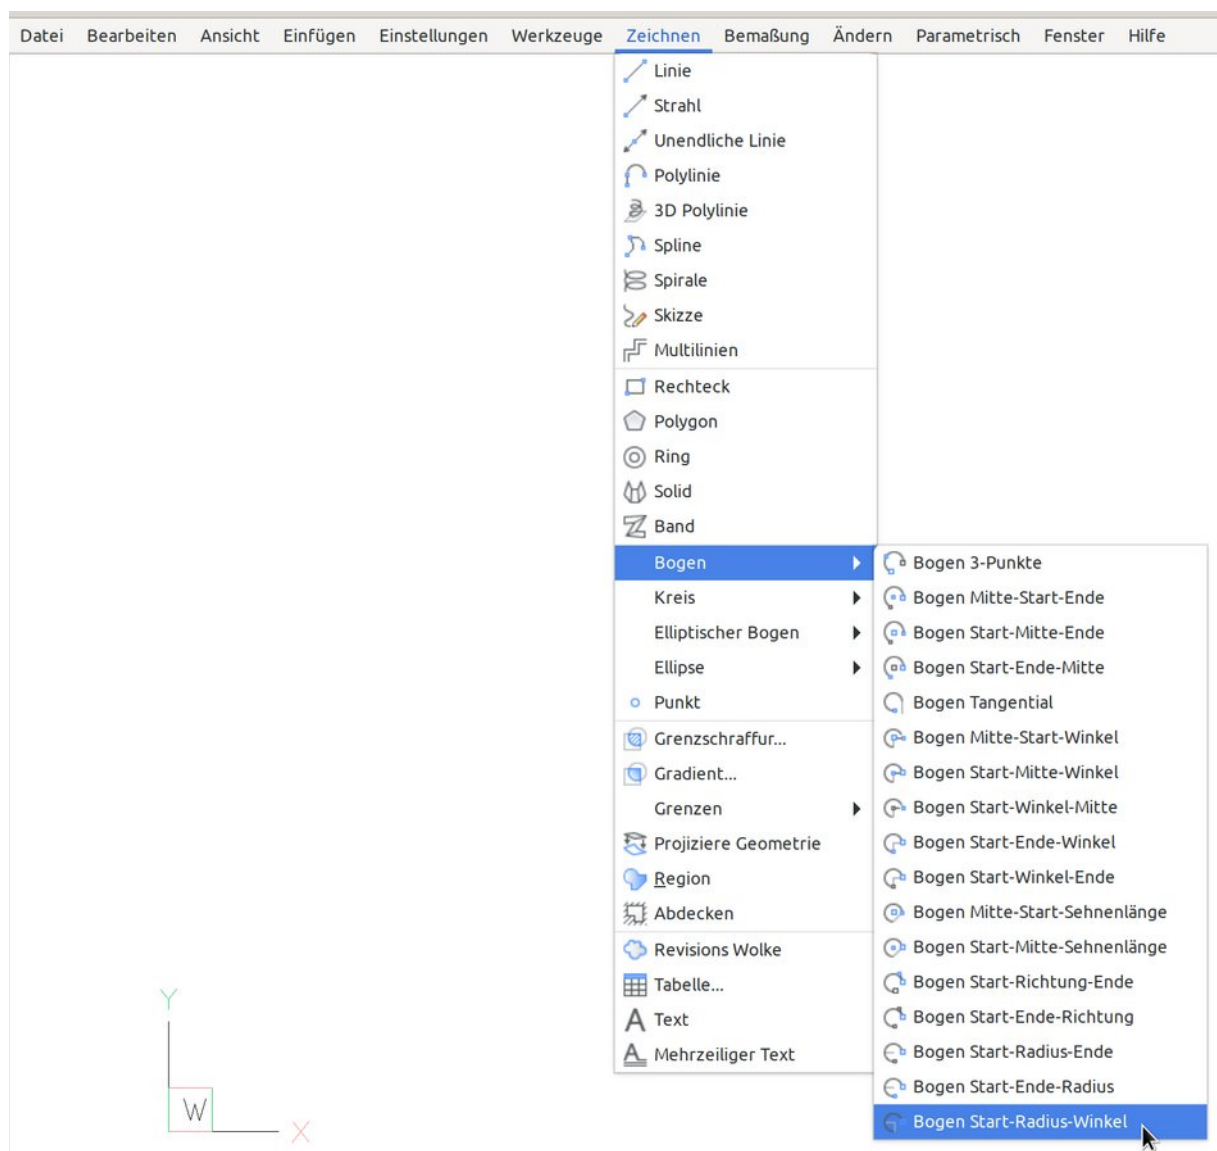 Datei Bearbeiten Ansicht Einfügen Einstellungen Werkzeuge Zeichnen Bemaßung Ändern Parametrisch Fenster Hilfe
Linie
Strahl
Unendliche Linie
Polylinie
3D Polylinie
Spline
Spirale
Skizze
Multilinien
Rechteck
Polygon
Ring
Solid
Band
Bogen
Kreis
Elliptischer Bogen
Ellipse
Punkt
Grenzschraffur...
Gradient...
Grenzen
Projiziere Geometrie
Region
Abdecken
Revisions Wolke
Tabelle...
Text
Mehrzeiliger Text
Bogen 3-Punkte
Bogen Mitte-Start-Ende
Bogen Start-Mitte-Ende
Bogen Start-Ende-Mitte
Bogen Tangential
Bogen Mitte-Start-Winkel
Bogen Start-Mitte-Winkel
Bogen Start-Winkel-Mitte
Bogen Start-Ende-Winkel
Bogen Start-Winkel-Ende
Bogen Mitte-Start-Sehnenlänge
Bogen Start-Mitte-Sehnenlänge
Bogen Start-Richtung-Ende
Bogen Start-Ende-Richtung
Bogen Start-Radius-Ende
Bogen Start-Ende-Radius
Bogen Start-Radius-Winkel
Y
W
X